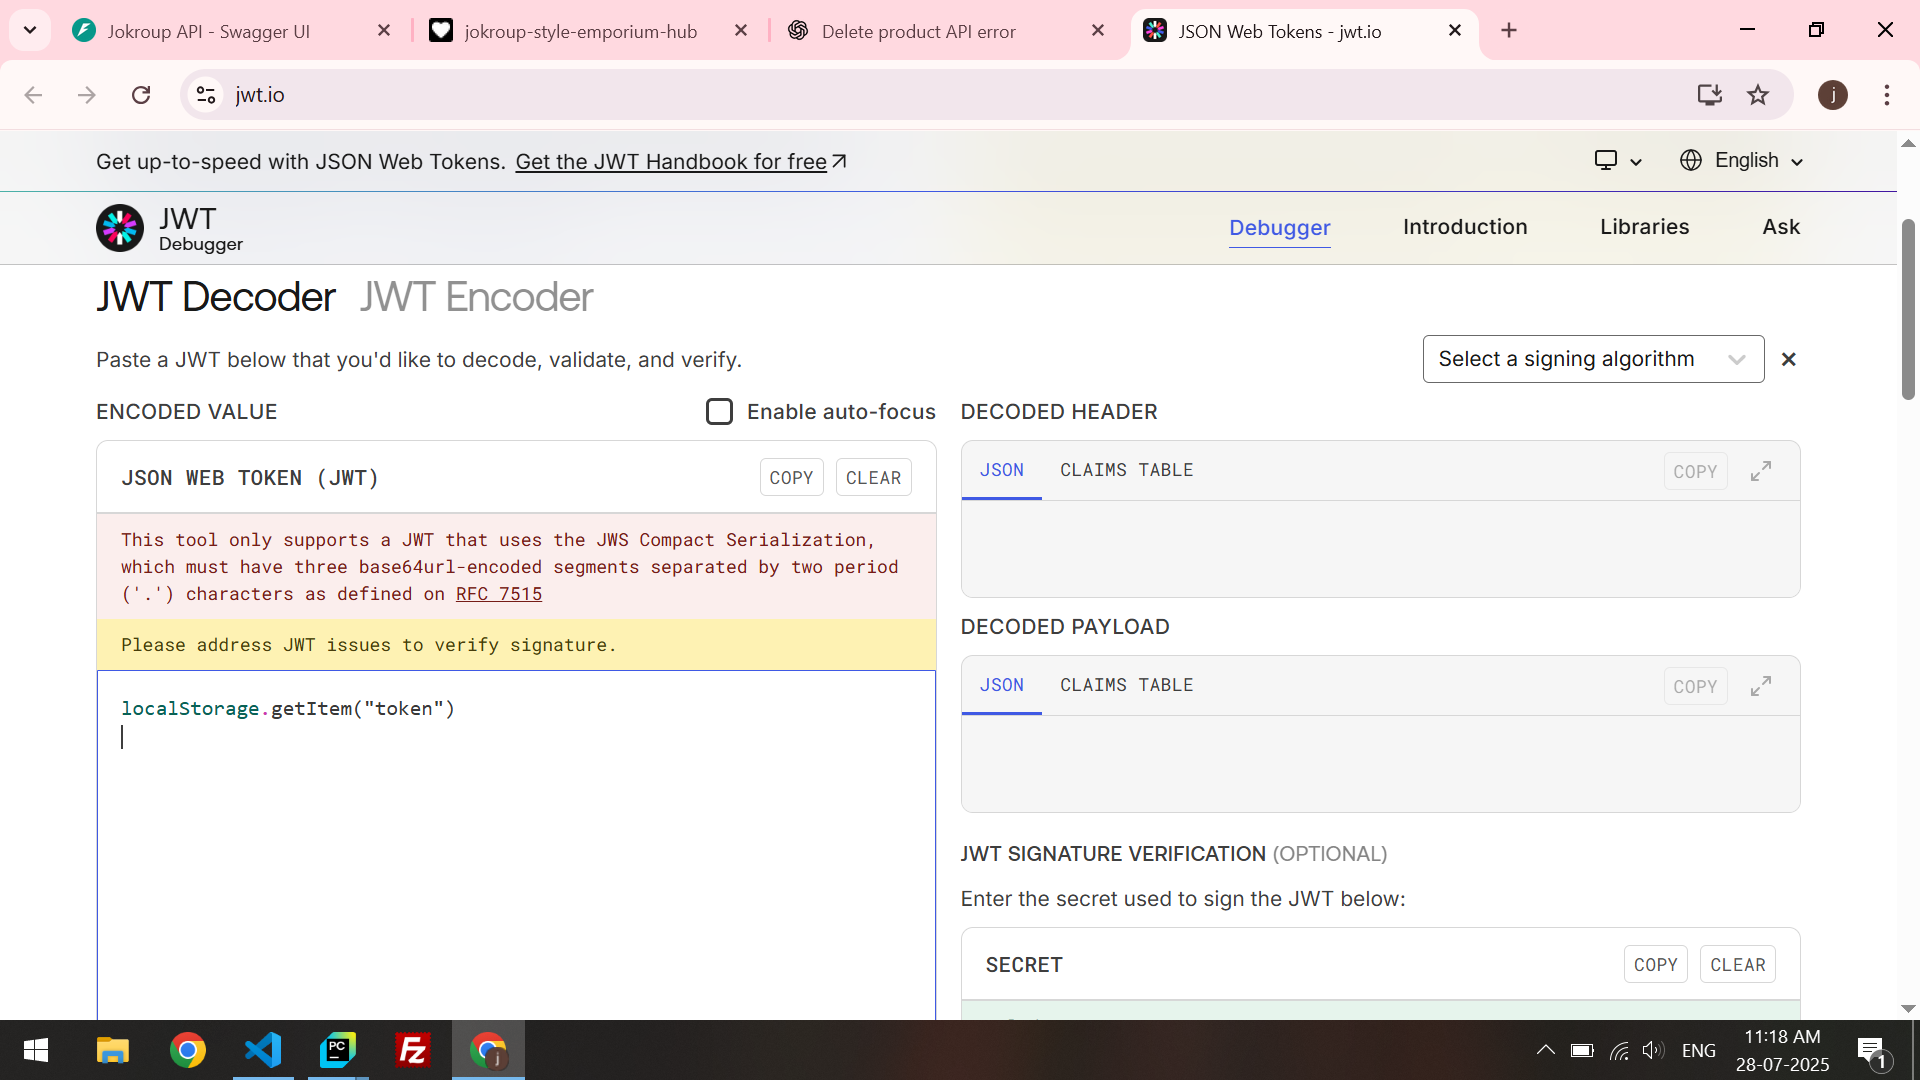 Jokroup API - Swagger UI
jokroup-style-emporium-hub
Delete product API error
JSON Web Tokens - jwt.io
jwt.io
j
Get up-to-speed with JSON Web Tokens. Get the JWT Handbook for free
English
JWT
Debugger
Debugger
Introduction
Libraries
Ask
JWT Decoder
JWT Encoder
Paste a JWT below that you'd like to decode, validate, and verify.
Select a signing algorithm
ENCODED VALUE
Enable auto-focus
JSON WEB TOKEN (JWT)
COPY
CLEAR
This tool only supports a JWT that uses the JWS Compact Serialization,
which must have three base64url-encoded segments separated by two period
('.') characters as defined on RFC 7515
Please address JWT issues to verify signature.
localStorage.getItem("token")
DECODED HEADER
JSON
CLAIMS TABLE
COPY
DECODED PAYLOAD
JSON
CLAIMS TABLE
COPY
JWT SIGNATURE VERIFICATION (OPTIONAL)
Enter the secret used to sign the JWT below:
SECRET
COPY
CLEAR
PC
Fz
j
ENG
11:18 AM
28-07-2025
1